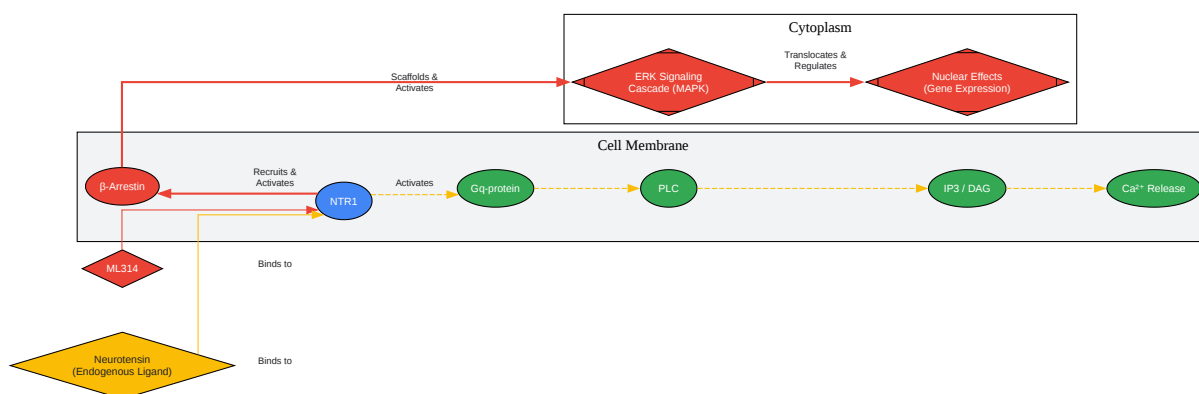 Cytoplasm
Scaffolds &
Activates
ERK Signaling
Cascade (MAPK)
Translocates &
Regulates
Nuclear Effects
(Gene Expression)
Cell Membrane
β-Arrestin
Recruits &
Activates
NTR1
Activates
Gq-protein
PLC
IP3 / DAG
Ca²⁺ Release
ML314
Binds to
Neurotensin
(Endogenous Ligand)
Binds to